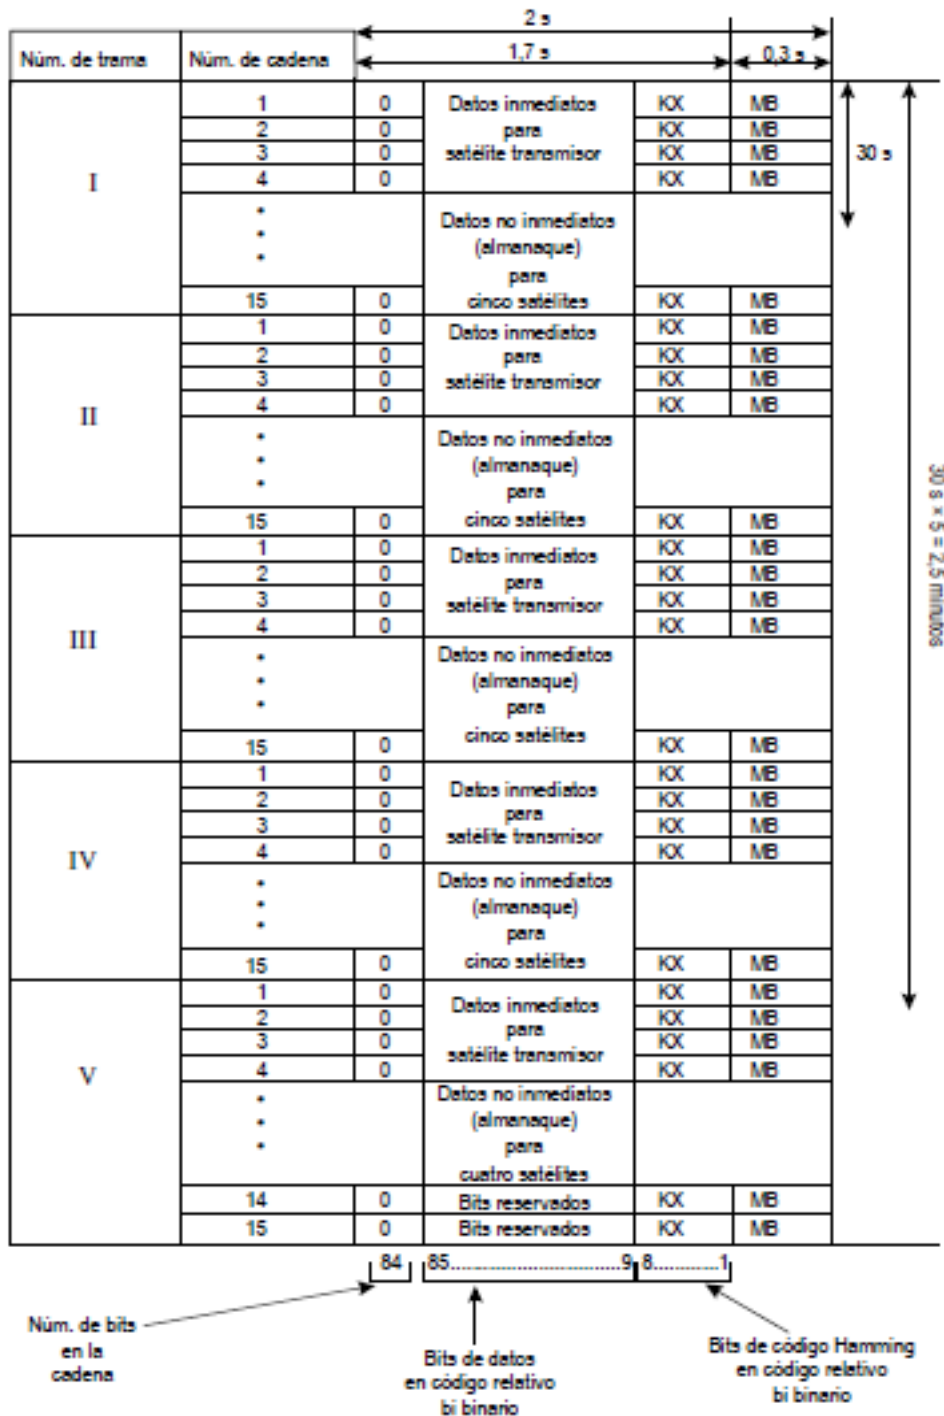 2 s
1,7 s
0,3 s
Núm. de trama Núm. de cadena
I
1 0 Datos inmediatos KX MB
2 0 para KX MB
3 0 satélite transmisor KX MB
4 0 KX MB
30 s
Datos no inmediatos
(almanaque)
para
15 0 cinco satélites KX MB
II
1 0 Datos inmediatos KX MB
2 0 para KX MB
3 0 satélite transmisor KX MB
4 0 KX MB
Datos no inmediatos
(almanaque)
para
15 0 cinco satélites KX MB
30 s × 5 = 2,5 minutos
III
1 0 Datos inmediatos KX MB
2 0 para KX MB
3 0 satélite transmisor KX MB
4 0 KX MB
Datos no inmediatos
(almanaque)
para
15 0 cinco satélites KX MB
IV
1 0 Datos inmediatos KX MB
2 0 para KX MB
3 0 satélite transmisor KX MB
4 0 KX MB
Datos no inmediatos
(almanaque)
para
15 0 cinco satélites KX MB
V
1 0 Datos inmediatos KX MB
2 0 para KX MB
3 0 satélite transmisor KX MB
4 0 KX MB
Datos no inmediatos
(almanaque)
para
cuatro satélites
14 0 Bits reservados KX MB
15 0 Bits reservados KX MB
84 85......................................9 8..............1
Núm. de bits
en la
cadena
Bits de datos
en código relativo
bi binario
Bits de código Hamming
en código relativo
bi binario